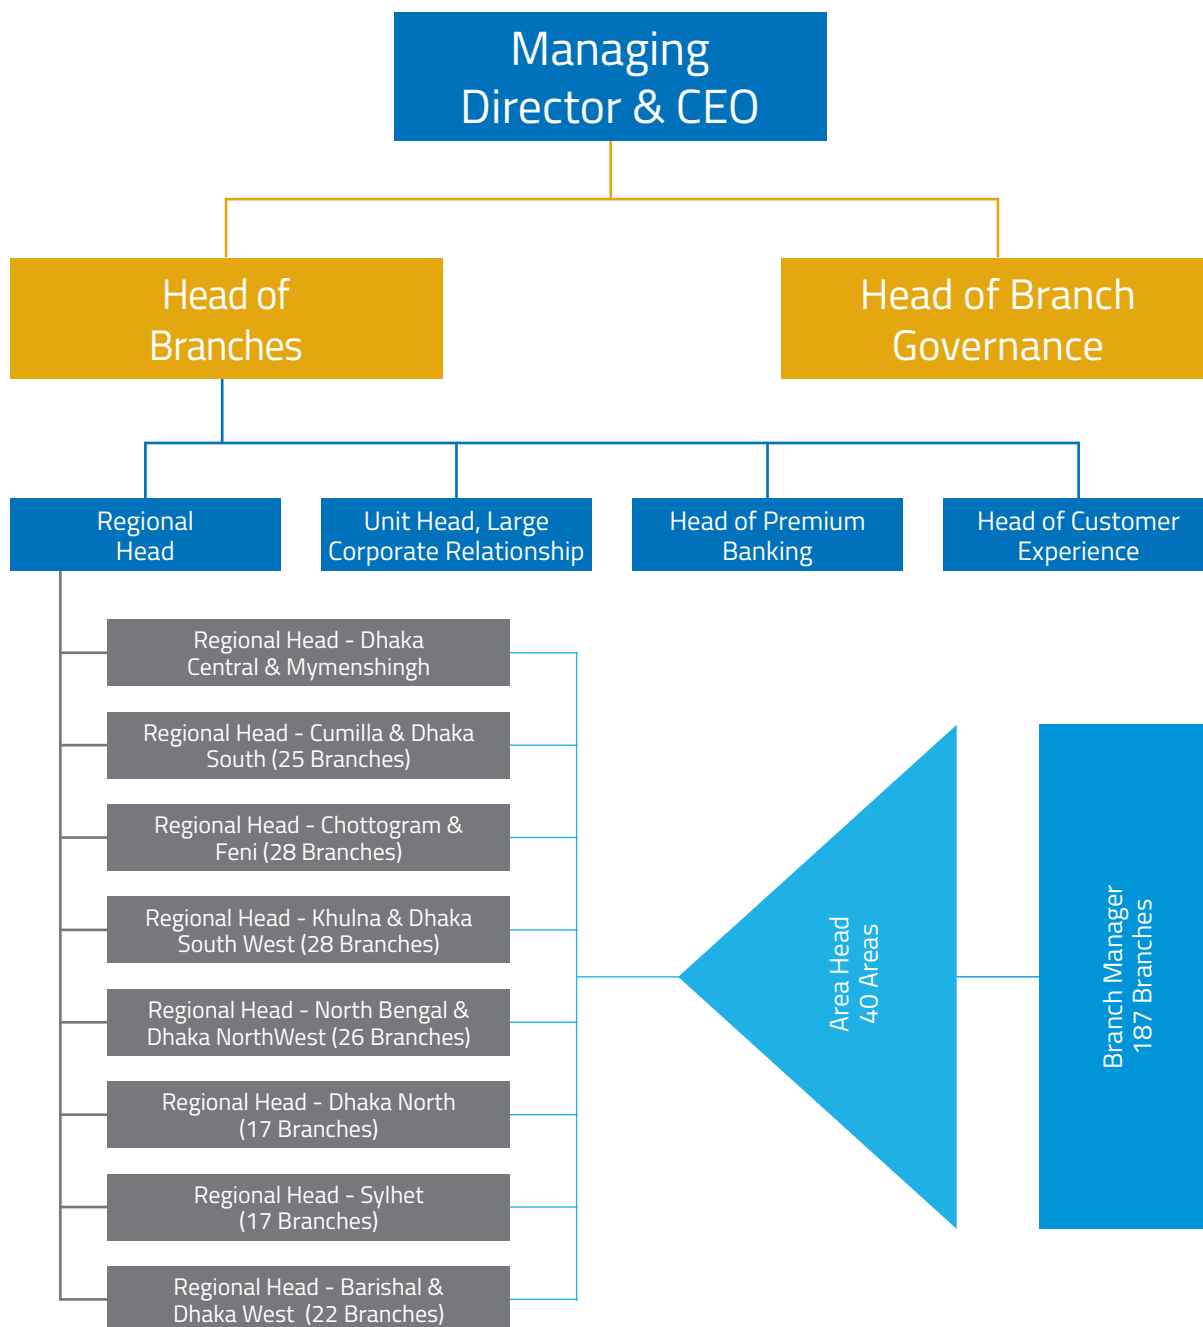 Managing
Director & CEO
Head of
Branches
Head of Branch
Governance
Regional
Head
Unit Head, Large
Corporate Relationship
Head of Premium
Banking
Head of Customer
Experience
Regional Head - Dhaka
Central & Mymenshingh
Regional Head - Cumilla & Dhaka
South (25 Branches)
Regional Head - Chottogram &
Feni (28 Branches)
Regional Head - Khulna & Dhaka
South West (28 Branches)
Regional Head - North Bengal &
Dhaka NorthWest (26 Branches)
Regional Head - Dhaka North
(17 Branches)
Regional Head - Sylhet
(17 Branches)
Regional Head - Barishal &
Dhaka West (22 Branches)
Area Head
40 Areas
Branch Manager
187 Branches